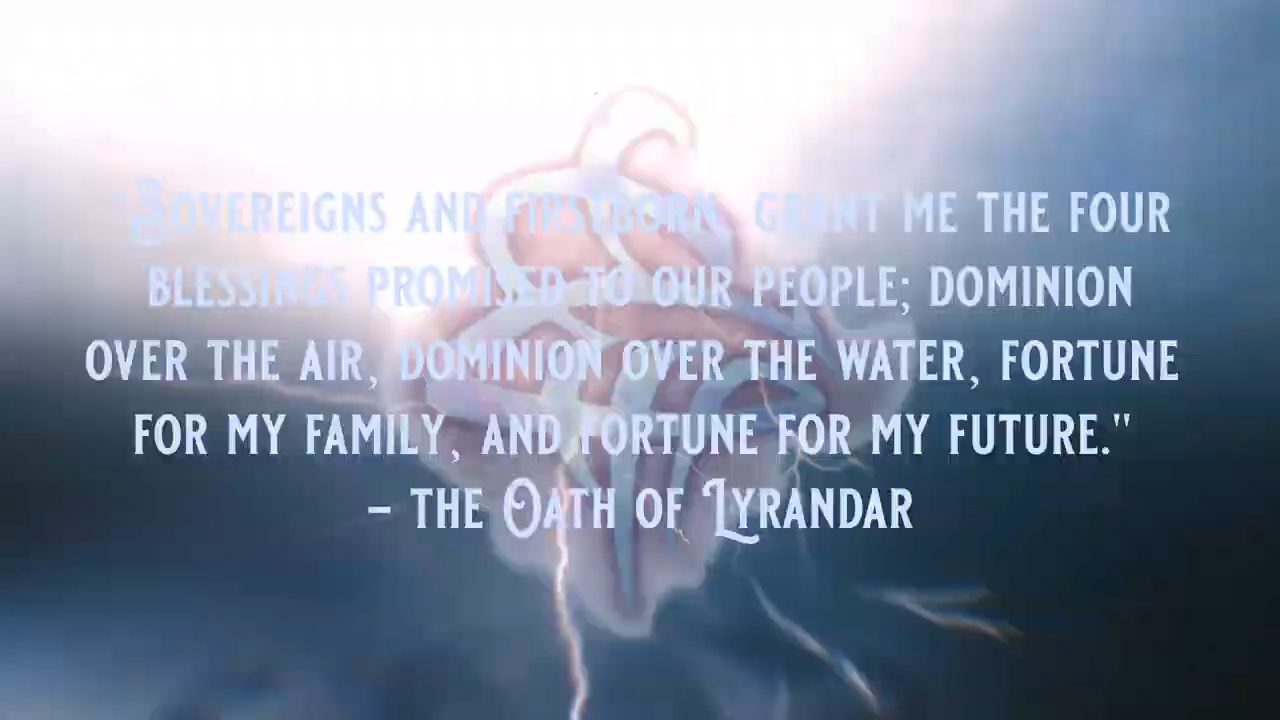 "Sovereigns and firstborn, grant me the four
blessings promised to our people; dominion
over the air, dominion over the water, fortune
for my family, and fortune for my future."
– the Oath of Lyrandar